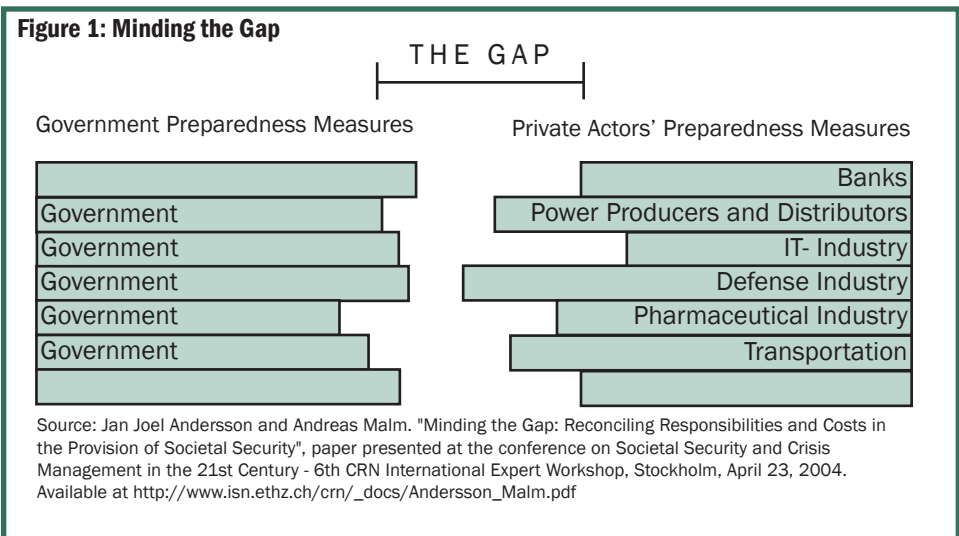 Figure 1: Minding the Gap
THE GAP
Government Preparedness Measures
Private Actors' Preparedness Measures
Banks
Government
Power Producers and Distributors
Government
IT- Industry
Government
Defense Industry
Government
Pharmaceutical Industry
Government
Transportation
Source: Jan Joel Andersson and Andreas Malm. "Minding the Gap: Reconciling Responsibilities and Costs in
the Provision of Societal Security", paper presented at the conference on Societal Security and Crisis
Management in the 21st Century - 6th CRN International Expert Workshop, Stockholm, April 23, 2004.
Available at http://www.isn.ethz.ch/crn/_docs/Andersson_Malm.pdf